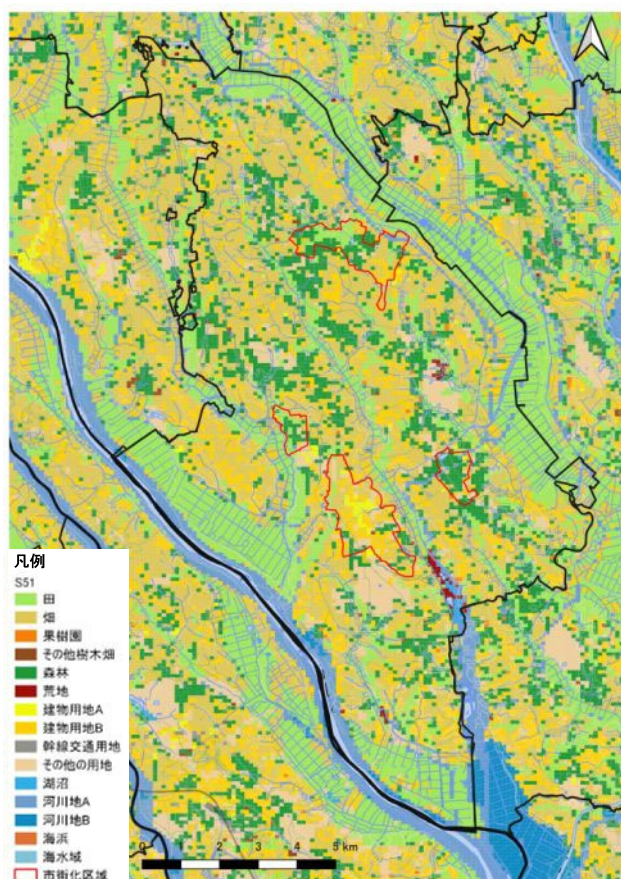 凡例
S51
田
畑
果樹園
その他樹木畑
森林
荒地
建物用地A
建物用地B
幹線交通用地
その他の用地
湖沼
河川地A
河川地B
海浜
海水域
市街化区域
0 1 2 3 4 5 km